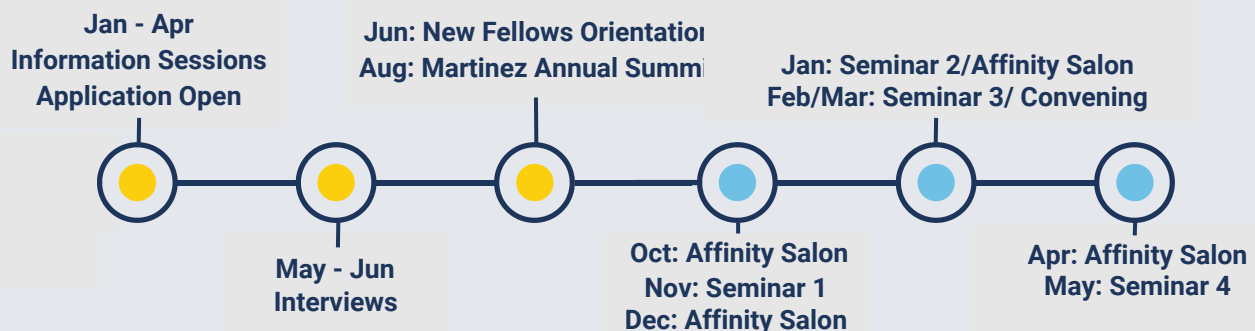 Jan - Apr
Information Sessions
Application Open
May - Jun
Interviews
Jun: New Fellows Orientation
Aug: Martinez Annual Summi
Oct: Affinity Salon
Nov: Seminar 1
Dec: Affinity Salon
Jan: Seminar 2/Affinity Salon
Feb/Mar: Seminar 3/ Convening
Apr: Affinity Salon
May: Seminar 4